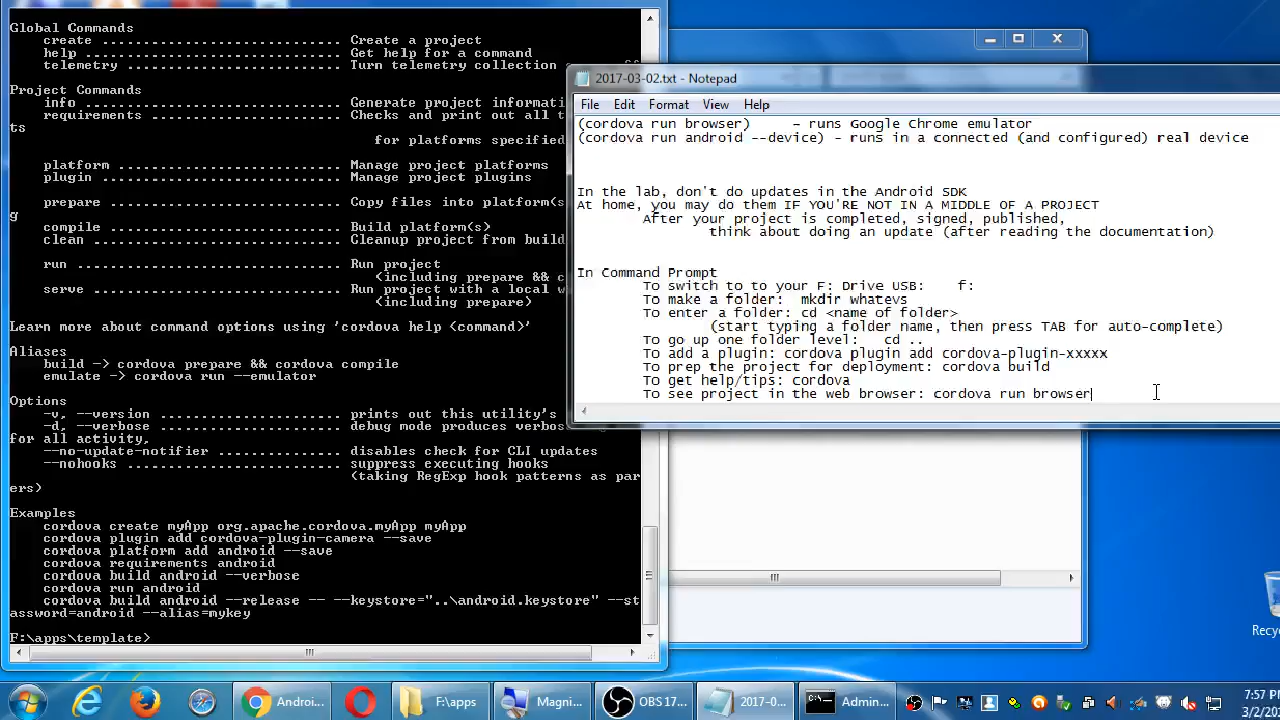 Global Commands
create ............................. Create a project
help ............................... Get help for a command
telemetry .......................... Turn telemetry collection
Project Commands
info ............................... Generate project informati
requirements ....................... Checks and print out all
ts
for platforms specified
platform ........................... Manage project platforms
plugin ............................. Manage project plugins
prepare ............................ Copy files into platform(s
g
compile ............................ Build platform(s)
clean .............................. Cleanup project from build
run ................................ Run project
(including prepare && c
serve .............................. Run project with a local w
(including prepare)
Learn more about command options using 'cordova help <command>'
Aliases
build -> cordova prepare && cordova compile
emulate -> cordova run --emulator
Options
-v, --version ...................... prints out this utility's
-d, --verbose ...................... debug mode produces verbos
for all activity,
--no-update-notifier ............... disables check for CLI updates
--nohooks .......................... suppress executing hooks
(taking RegExp hook patterns as par
ers)
Examples
cordova create myApp org.apache.cordova.myApp myApp
cordova plugin add cordova-plugin-camera --save
cordova platform add android --save
cordova requirements android
cordova build android --verbose
cordova run android
cordova build android --release -- --keystore="..\android.keystore" --st
assword=android --alias=mykey
F:\apps\template>
2017-03-02.txt - Notepad
File Edit Format View Help
(cordova run browser) - runs Google Chrome emulator
(cordova run android --device) - runs in a connected (and configured) real device
In the lab, don't do updates in the Android SDK
At home, you may do them IF YOU'RE NOT IN A MIDDLE OF A PROJECT
After your project is completed, signed, published,
think about doing an update (after reading the documentation)
In Command Prompt
To switch to to your F: Drive USB: f:
To make a folder: mkdir whatevs
To enter a folder: cd <name of folder>
(start typing a folder name, then press TAB for auto-complete)
To go up one folder level: cd ..
To add a plugin: cordova plugin add cordova-plugin-xxxxx
To prep the project for deployment: cordova build
To get help/tips: cordova
To see project in the web browser: cordova run browser
Recyc
Androi...
F:\apps
Magni...
OBS 17...
2017-0...
Admin...
7:57 PM
3/2/201